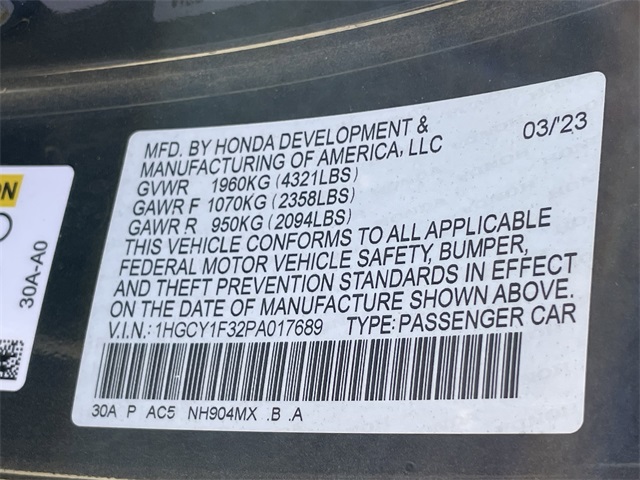 MFD. BY HONDA DEVELOPMENT & 03/'23
MANUFACTURING OF AMERICA, LLC
GVWR 1960KG (4321LBS)
GAWR F 1070KG (2358LBS)
GAWR R 950KG (2094LBS)
THIS VEHICLE CONFORMS TO ALL APPLICABLE
FEDERAL MOTOR VEHICLE SAFETY, BUMPER,
AND THEFT PREVENTION STANDARDS IN EFFECT
ON THE DATE OF MANUFACTURE SHOWN ABOVE.
V.I.N.: 1HGCY1F32PA017689 TYPE: PASSENGER CAR
30A P AC5 NH904MX .B .A
30A-A0